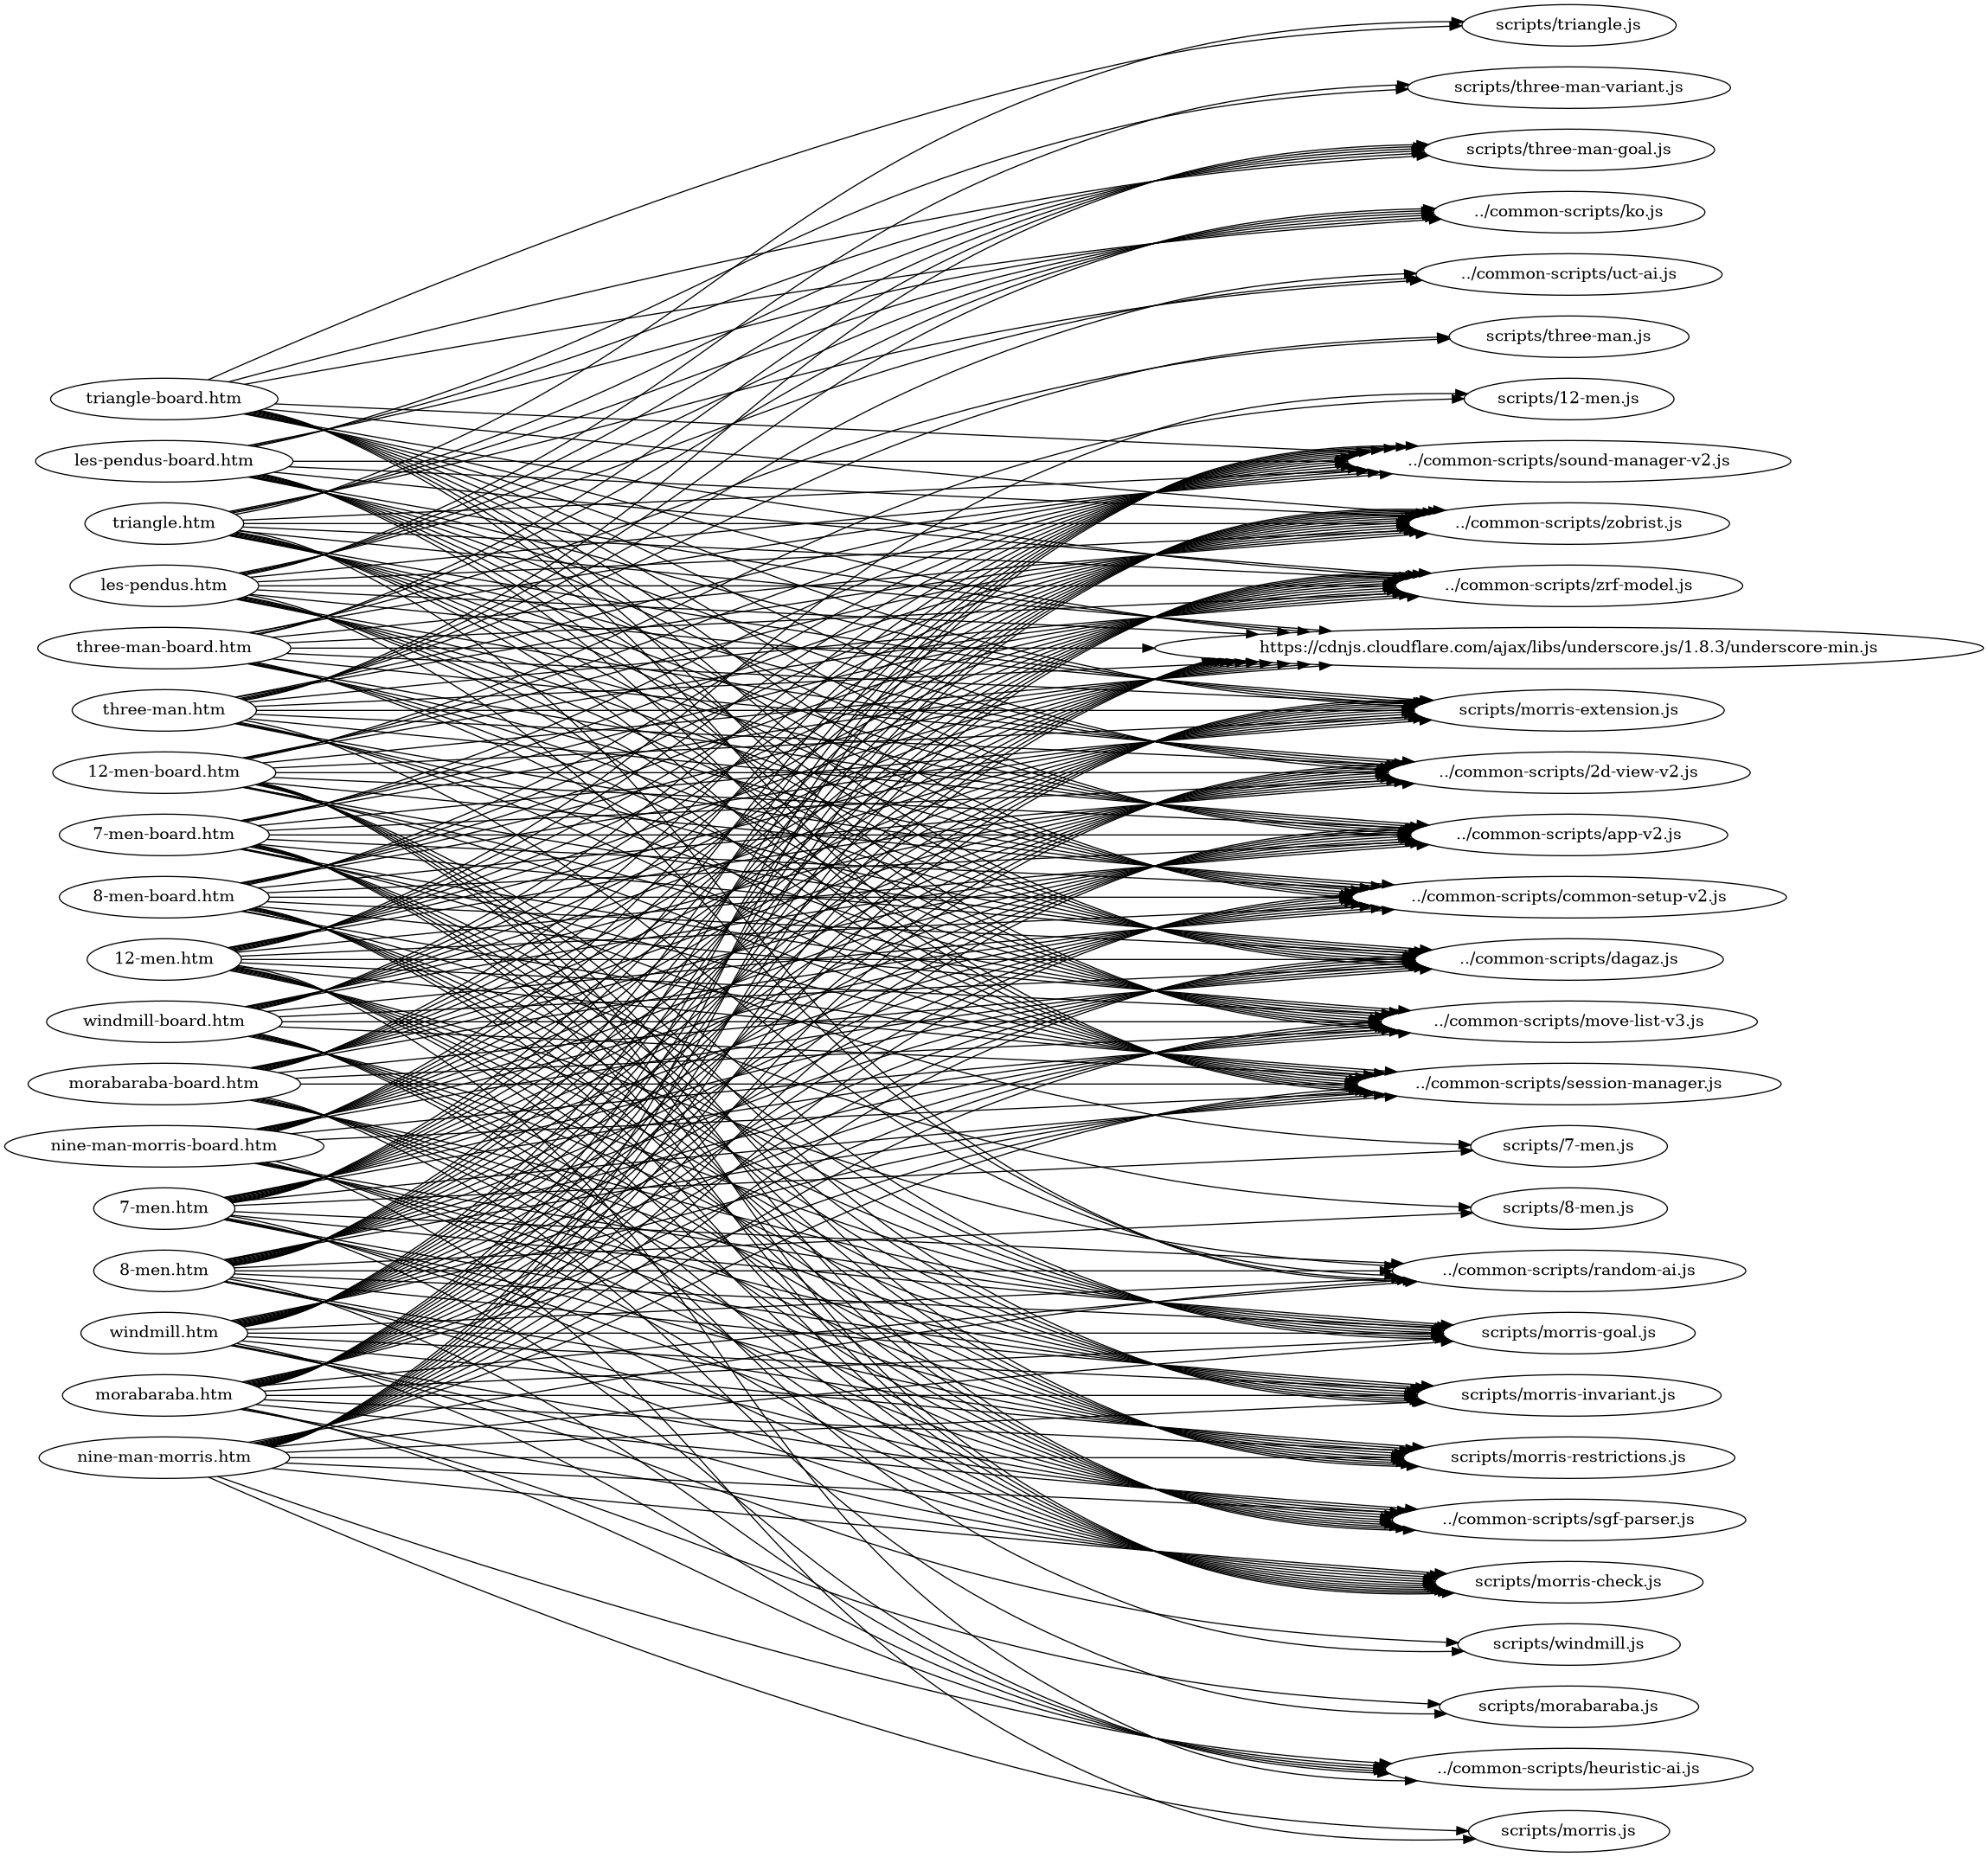 scripts/triangle.js
scripts/three-man-variant.js
scripts/three-man-goal.js
../common-scripts/ko.js
../common-scripts/uct-ai.js
scripts/three-man.js
triangle-board.htm
scripts/12-men.js
les-pendus-board.htm
../common-scripts/sound-manager-v2.js
triangle.htm
../common-scripts/zobrist.js
les-pendus.htm
../common-scripts/zrf-model.js
three-man-board.htm
https://cdnjs.cloudflare.com/ajax/libs/underscore.js/1.8.3/underscore-min.js
three-man.htm
scripts/morris-extension.js
12-men-board.htm
../common-scripts/2d-view-v2.js
7-men-board.htm
../common-scripts/app-v2.js
8-men-board.htm
../common-scripts/common-setup-v2.js
12-men.htm
../common-scripts/dagaz.js
windmill-board.htm
../common-scripts/move-list-v3.js
morabaraba-board.htm
../common-scripts/session-manager.js
nine-man-morris-board.htm
scripts/7-men.js
7-men.htm
scripts/8-men.js
8-men.htm
../common-scripts/random-ai.js
windmill.htm
scripts/morris-goal.js
morabaraba.htm
scripts/morris-invariant.js
nine-man-morris.htm
scripts/morris-restrictions.js
../common-scripts/sgf-parser.js
scripts/morris-check.js
scripts/windmill.js
scripts/morabaraba.js
../common-scripts/heuristic-ai.js
scripts/morris.js